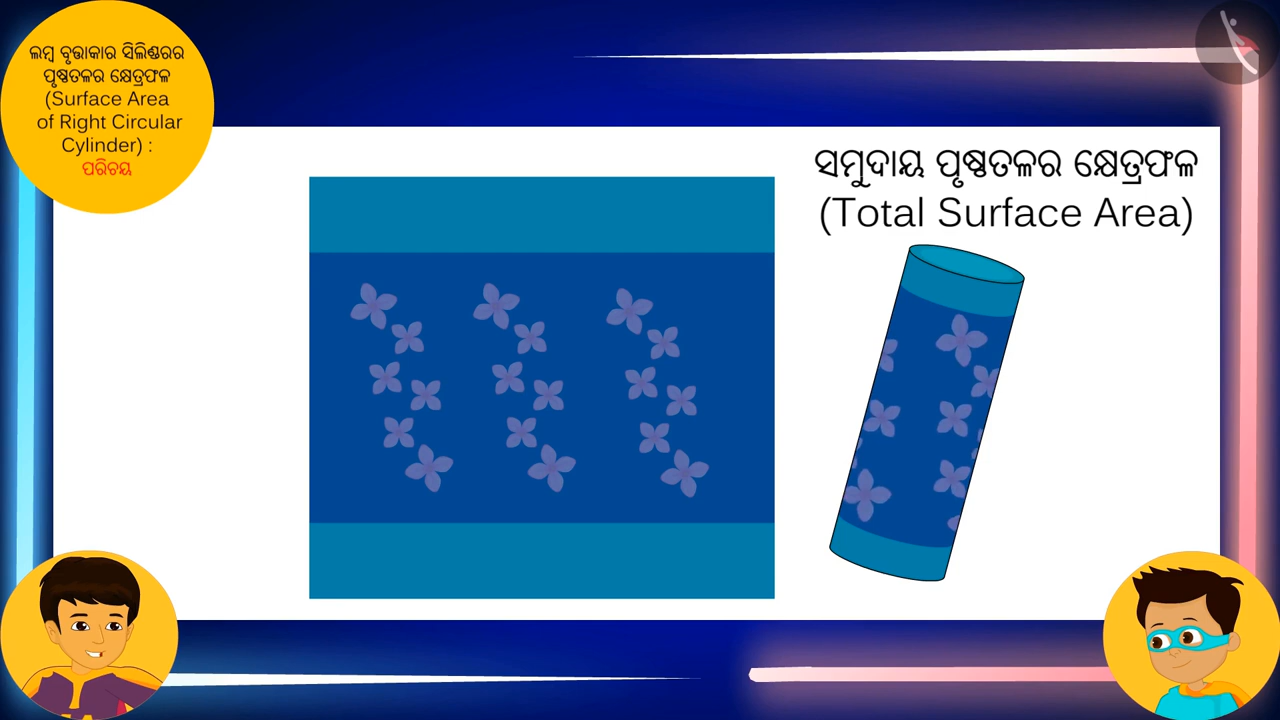 ଲମ୍ବ ବୃତ୍ତାକାର ସିଲିଣ୍ଡରର
ପୃଷ୍ଠତଳର କ୍ଷେତ୍ରଫଳ
(Surface Area
of Right Circular
Cylinder) :
ପରିଚୟ
ସମୁଦାୟ ପୃଷ୍ଠତଳର କ୍ଷେତ୍ରଫଳ
(Total Surface Area)